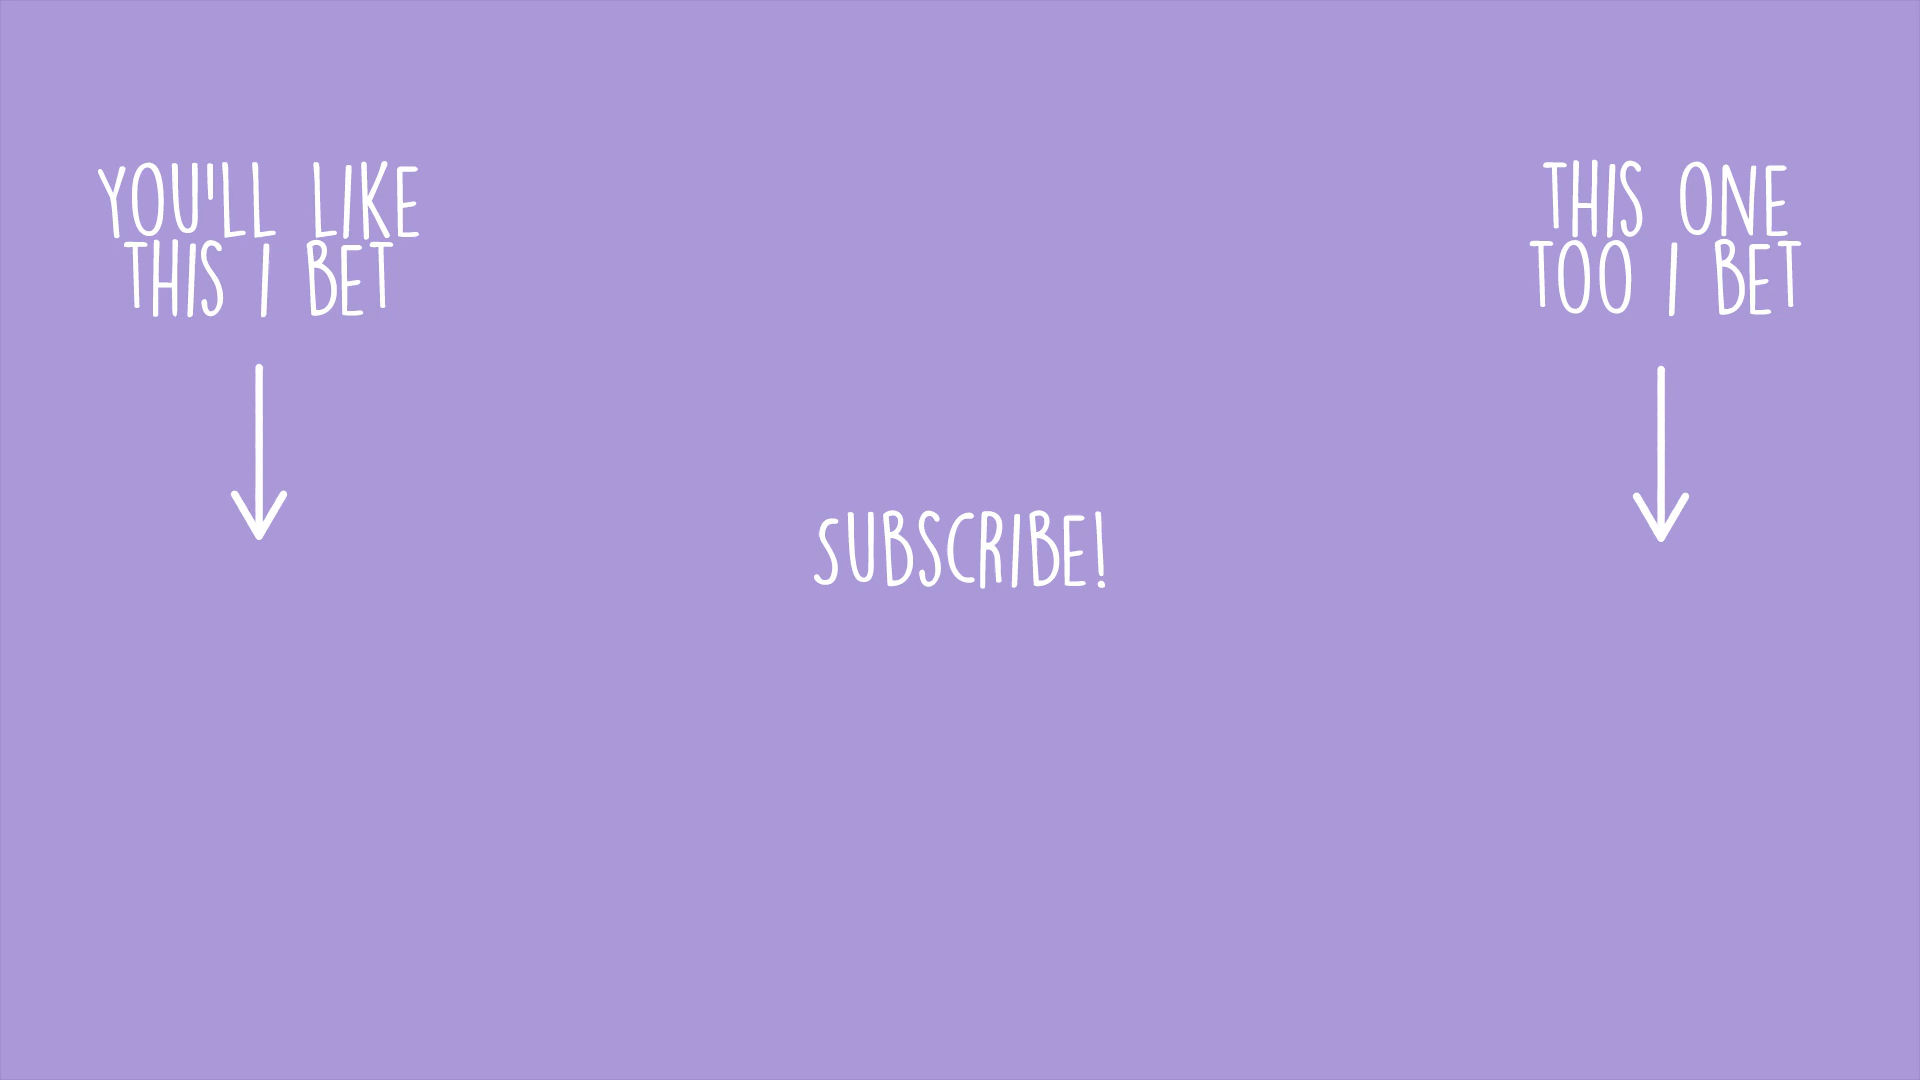 YOU'LL LIKE
THIS I BET
THIS ONE
TOO I BET
SUBSCRIBE!